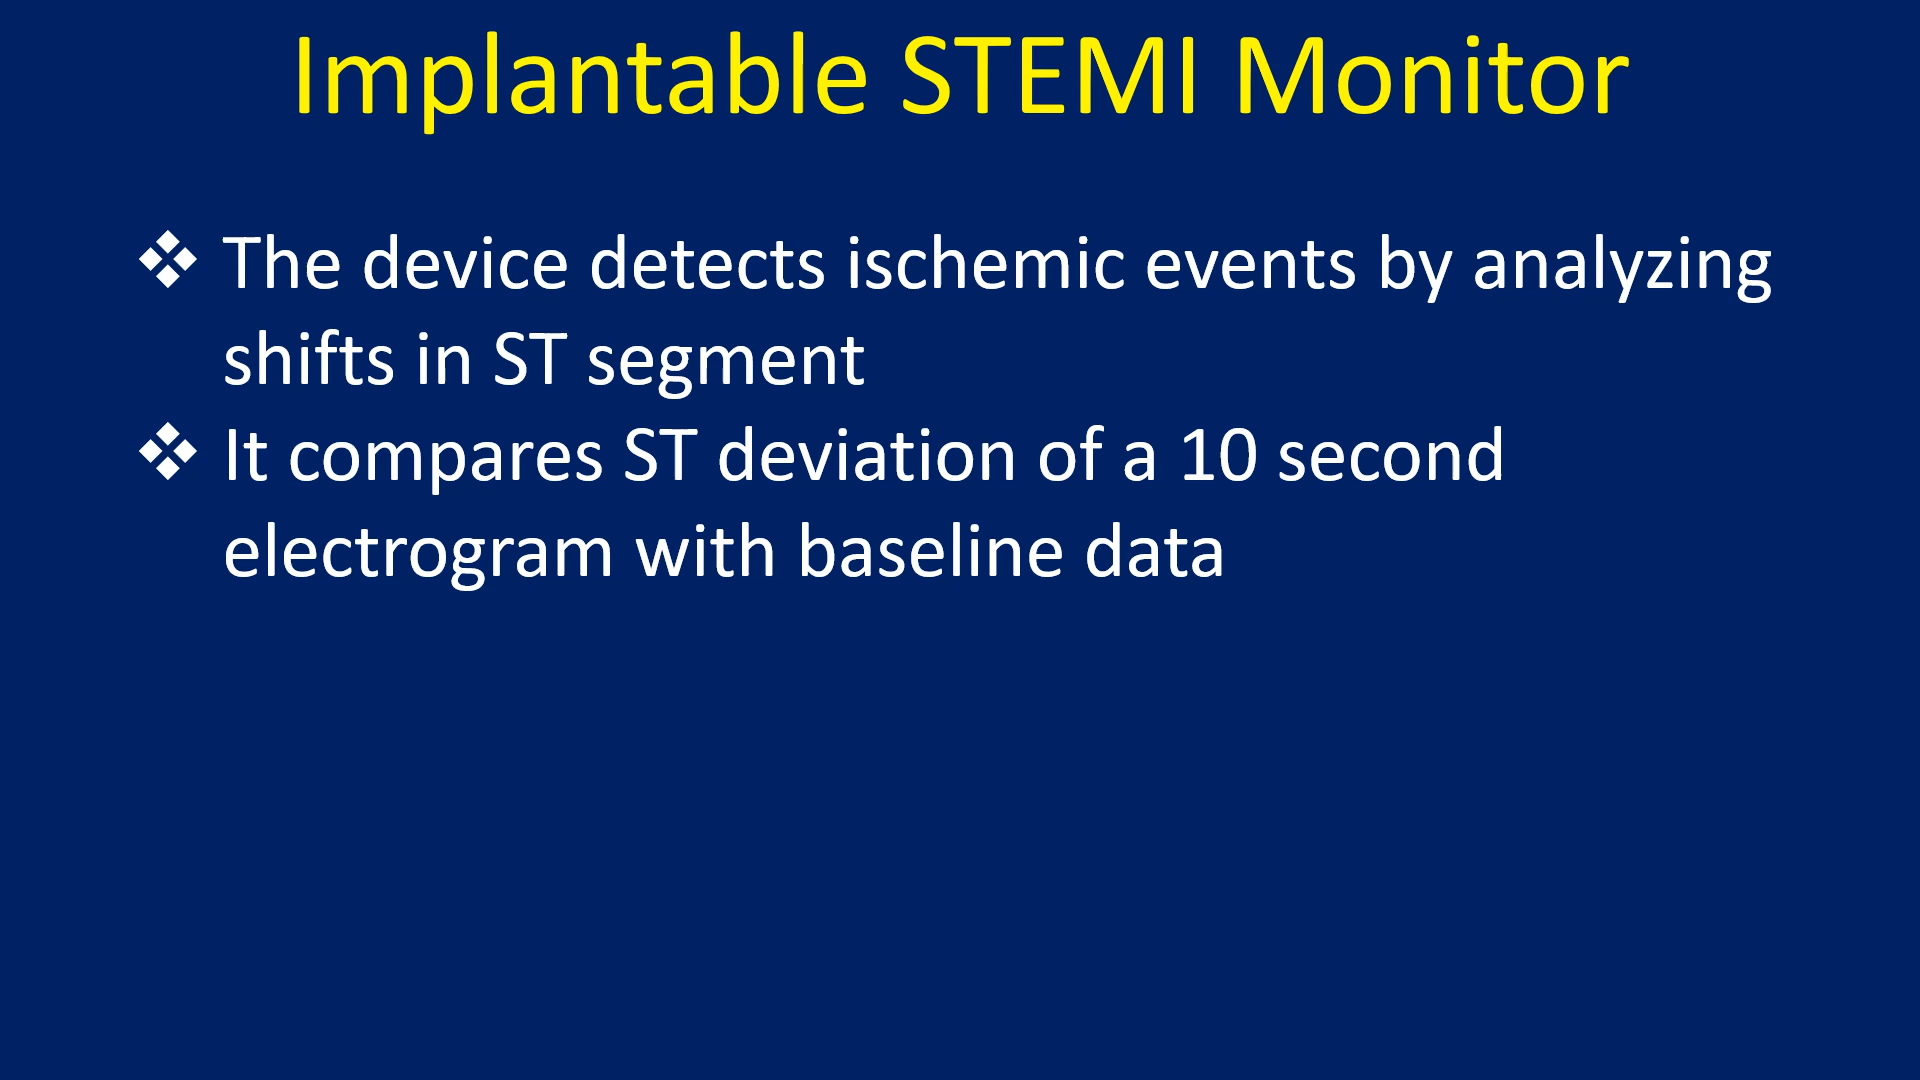 Implantable STEMI Monitor
❖ The device detects ischemic events by analyzing
shifts in ST segment
❖ It compares ST deviation of a 10 second
electrogram with baseline data